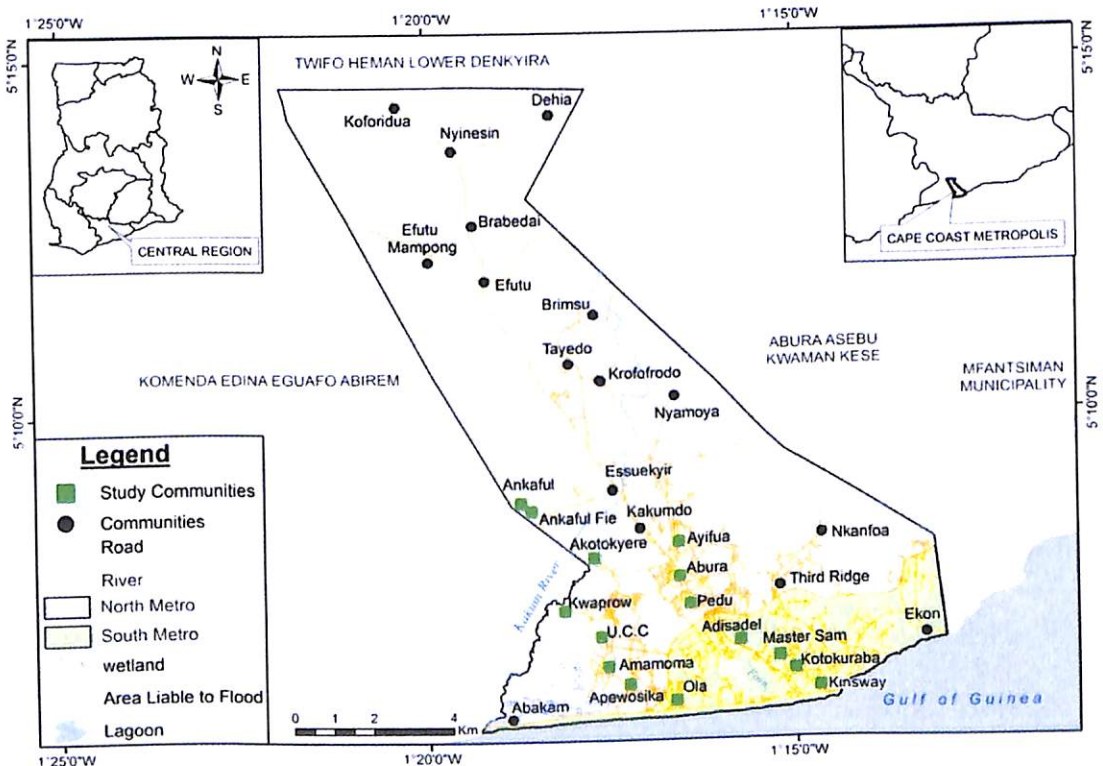 1°25'0"W
1°20'0"W
1°15'0"W
5°15'0"N
5°15'0"N
N
W
E
S
CENTRAL REGION
TWIFO HEMAN LOWER DENKYIRA
CAPE COAST METROPOLIS
Koforidua
Dehia
Nyinesin
Brabedai
Efutu
Mampong
Efutu
Brimsu
Tayedo
Krofofrodo
Nyamoya
ABURA ASEBU
KWAMAN KESE
MFANTSIMAN
MUNICIPALITY
KOMENDA EDINA EGUAFO ABIREM
5°10'0"N
5°10'0"N
Essuekyir
Ankaful
Ankaful Fie
Kakumdo
Nkanfoa
Akotokyere
Ayifua
Abura
Third Ridge
Kakum River
Kwaprow
Pedu
Ekon
U.C.C
Adisadel
Master Sam
Amamoma
Kotokuraba
Fosu
Apewosika
Ola
Kinsway
Abakam
Gulf of Guinea
0 1 2 4
Km
Legend
Study Communities
Communities
Road
River
North Metro
South Metro
wetland
Area Liable to Flood
Lagoon
1°25'0"W
1°20'0"W
1°15'0"W